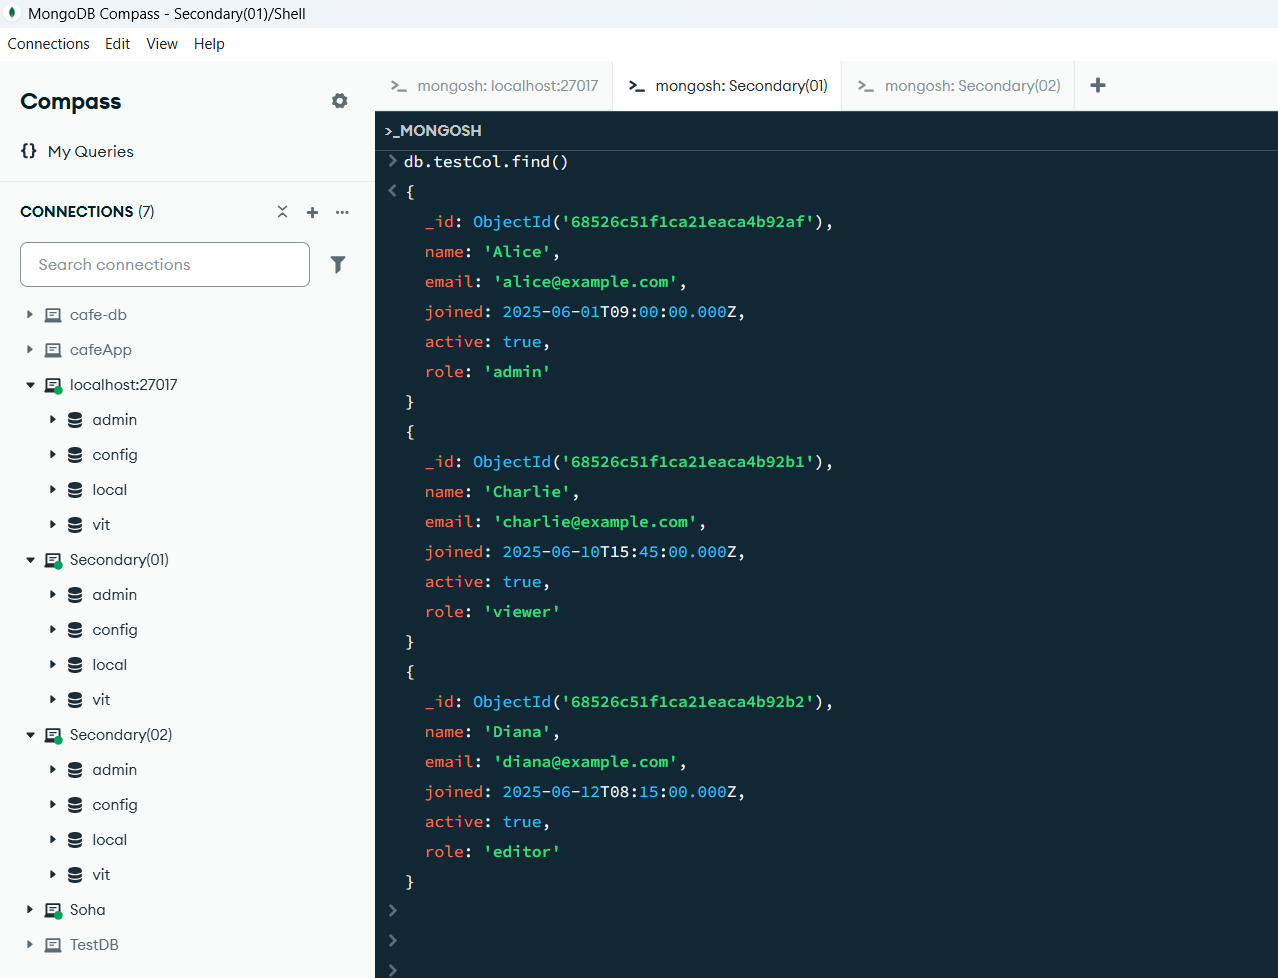 MongoDB Compass - Secondary(01)/Shell
Connections Edit View Help
Compass
{} My Queries
CONNECTIONS (7)
Search connections
cafe-db
cafeApp
localhost:27017
admin
config
local
vit
Secondary(01)
admin
config
local
vit
Secondary(02)
admin
config
local
vit
Soha
TestDB
>_ mongosh: localhost:27017
>_ mongosh: Secondary(01)
>_ mongosh: Secondary(02)
>_MONGOSH
> db.testCol.find()
< {
_id: ObjectId('68526c51f1ca21eaca4b92af'),
name: 'Alice',
email: 'alice@example.com',
joined: 2025-06-01T09:00:00.000Z,
active: true,
role: 'admin'
}
{
_id: ObjectId('68526c51f1ca21eaca4b92b1'),
name: 'Charlie',
email: 'charlie@example.com',
joined: 2025-06-10T15:45:00.000Z,
active: true,
role: 'viewer'
}
{
_id: ObjectId('68526c51f1ca21eaca4b92b2'),
name: 'Diana',
email: 'diana@example.com',
joined: 2025-06-12T08:15:00.000Z,
active: true,
role: 'editor'
}
>
>
>